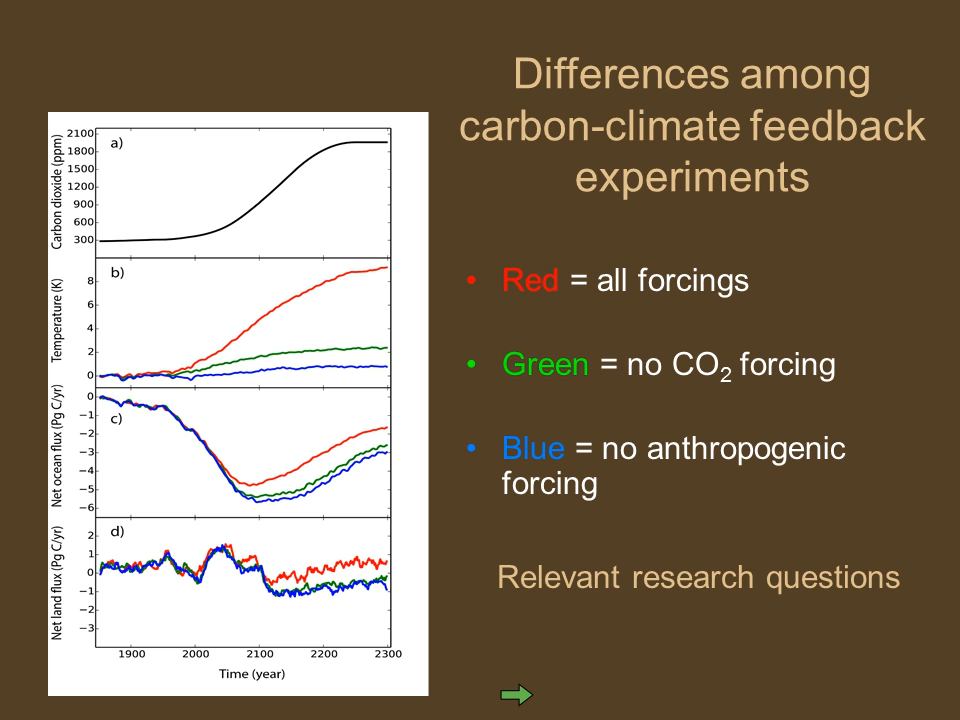 Differences among
carbon-climate feedback
experiments
a)
Carbon dioxide (ppm)
2100
1800
1500
1200
900
600
300
b)
Temperature (K)
8
6
4
2
0
c)
Net ocean flux (Pg C/yr)
0
−1
−2
−3
−4
−5
−6
d)
Net land flux (Pg C/yr)
2
1
0
−1
−2
−3
1900 2000 2100 2200 2300
Time (year)
• Red = all forcings
• Green = no CO₂ forcing
• Blue = no anthropogenic
forcing
Relevant research questions